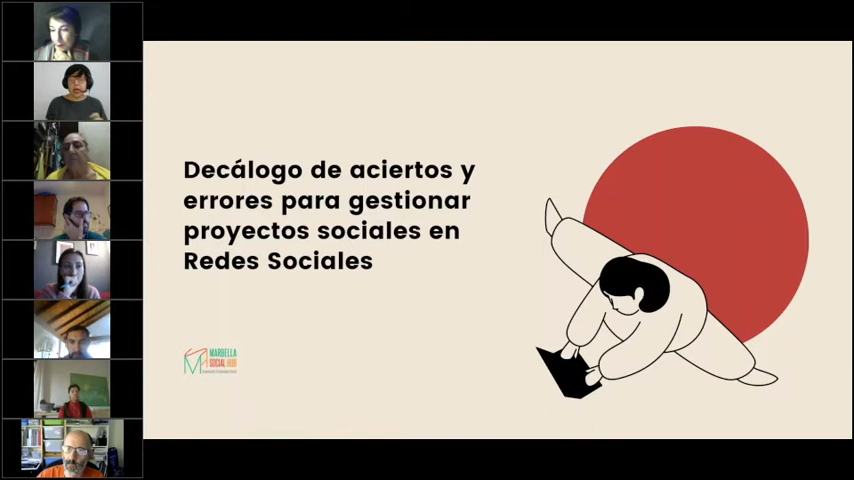 Decálogo de aciertos y
errores para gestionar
proyectos sociales en
Redes Sociales
MARBELLA
SOCIAL HUB